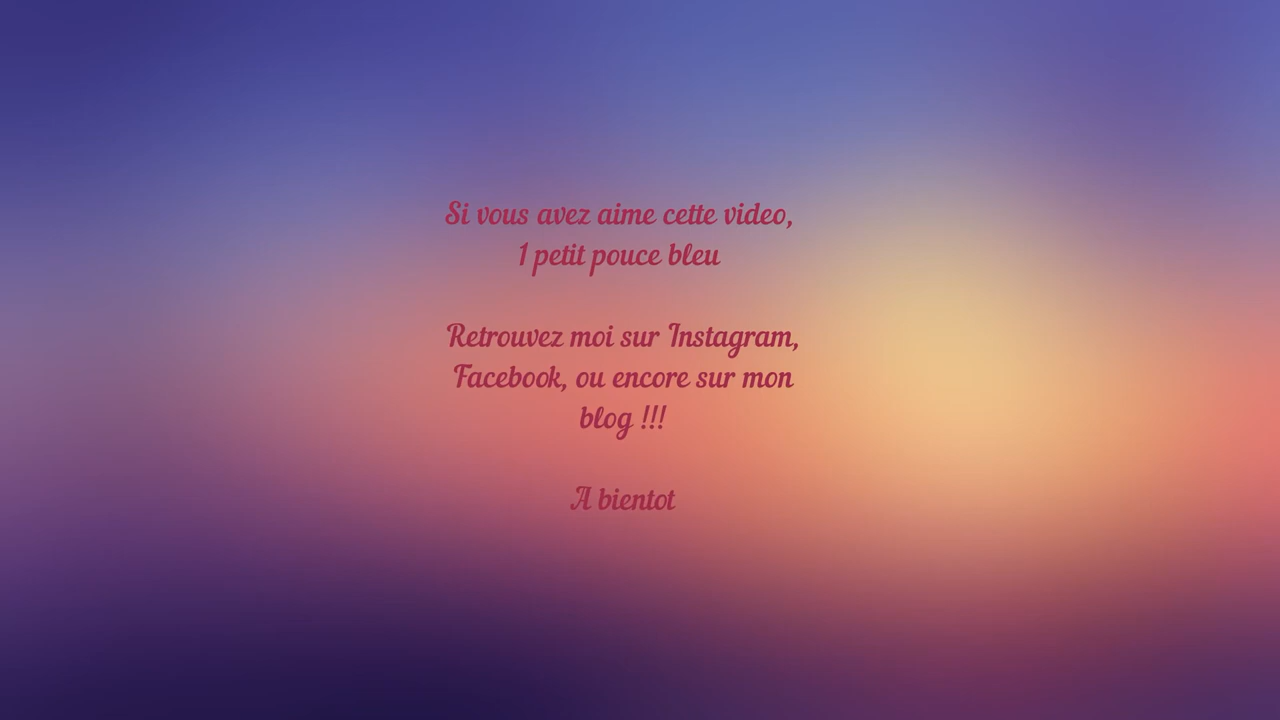 Si vous avez aime cette video,
1 petit pouce bleu
Retrouvez moi sur Instagram,
Facebook, ou encore sur mon
blog !!!
A bientot